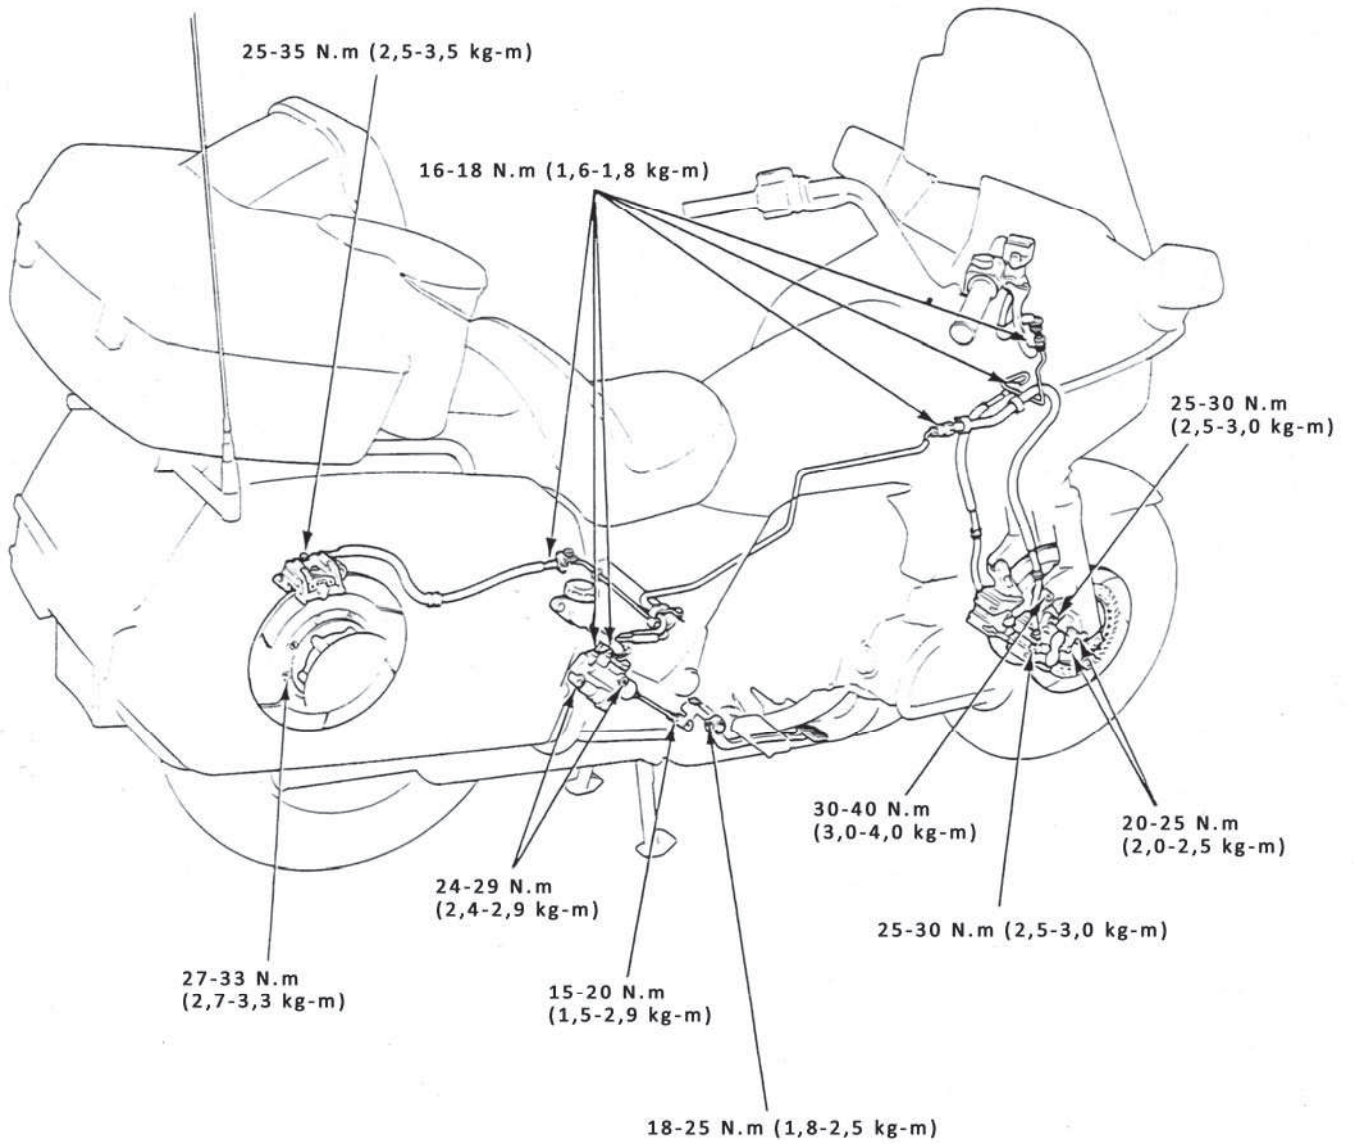 25-35 N.m (2,5-3,5 kg-m)
16-18 N.m (1,6-1,8 kg-m)
25-30 N.m
(2,5-3,0 kg-m)
30-40 N.m
(3,0-4,0 kg-m)
20-25 N.m
(2,0-2,5 kg-m)
24-29 N.m
(2,4-2,9 kg-m)
25-30 N.m (2,5-3,0 kg-m)
27-33 N.m
(2,7-3,3 kg-m)
15-20 N.m
(1,5-2,9 kg-m)
18-25 N.m (1,8-2,5 kg-m)